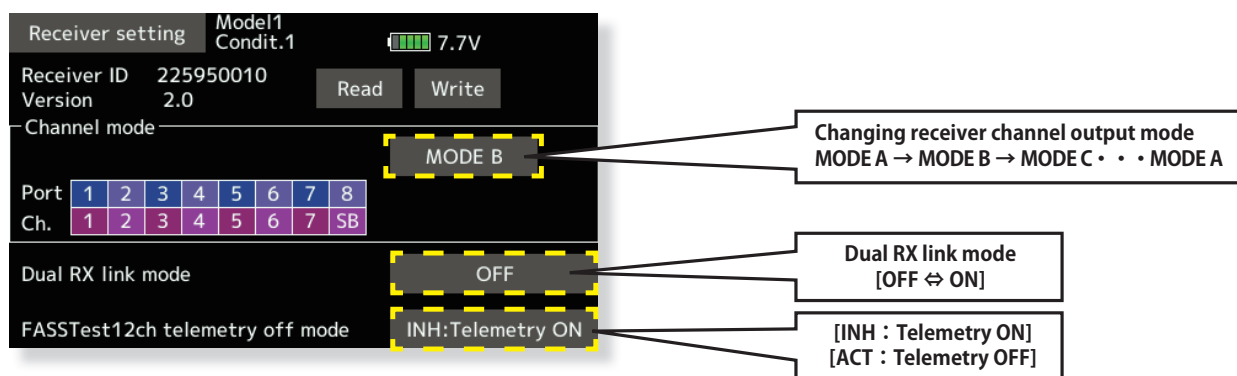 Receiver setting
Model1
Condit.1
7.7V
Receiver ID 225950010
Version 2.0
Read
Write
Channel mode
MODE B
Port 1 2 3 4 5 6 7 8
Ch. 1 2 3 4 5 6 7 SB
Dual RX link mode
OFF
FASSTest12ch telemetry off mode
INH:Telemetry ON
Changing receiver channel output mode
MODE A → MODE B → MODE C・・・MODE A
Dual RX link mode
[OFF ⇔ ON]
[INH：Telemetry ON]
[ACT：Telemetry OFF]